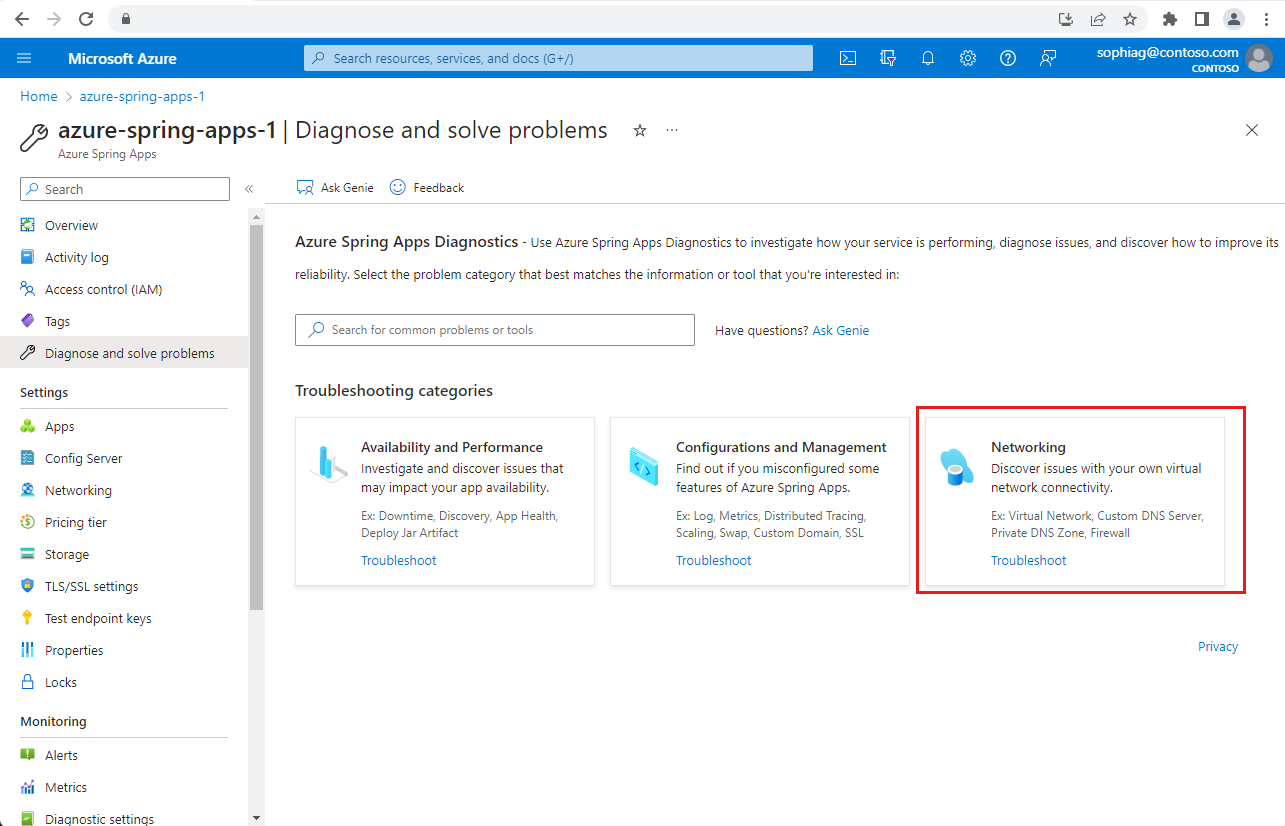 Microsoft Azure
Search resources, services, and docs (G+/)
sophiag@contoso.com
CONTOSO
Home > azure-spring-apps-1
azure-spring-apps-1 | Diagnose and solve problems
Azure Spring Apps
Search
«
Ask Genie
Feedback
Overview
Activity log
Access control (IAM)
Tags
Diagnose and solve problems
Settings
Apps
Config Server
Networking
Pricing tier
Storage
TLS/SSL settings
Test endpoint keys
Properties
Locks
Monitoring
Alerts
Metrics
Diagnostic settings
Azure Spring Apps Diagnostics - Use Azure Spring Apps Diagnostics to investigate how your service is performing, diagnose issues, and discover how to improve its
reliability. Select the problem category that best matches the information or tool that you're interested in:
Search for common problems or tools
Have questions? Ask Genie
Troubleshooting categories
Availability and Performance
Investigate and discover issues that
may impact your app availability.
Ex: Downtime, Discovery, App Health,
Deploy Jar Artifact
Troubleshoot
Configurations and Management
Find out if you misconfigured some
features of Azure Spring Apps.
Ex: Log, Metrics, Distributed Tracing,
Scaling, Swap, Custom Domain, SSL
Troubleshoot
Networking
Discover issues with your own virtual
network connectivity.
Ex: Virtual Network, Custom DNS Server,
Private DNS Zone, Firewall
Troubleshoot
Privacy